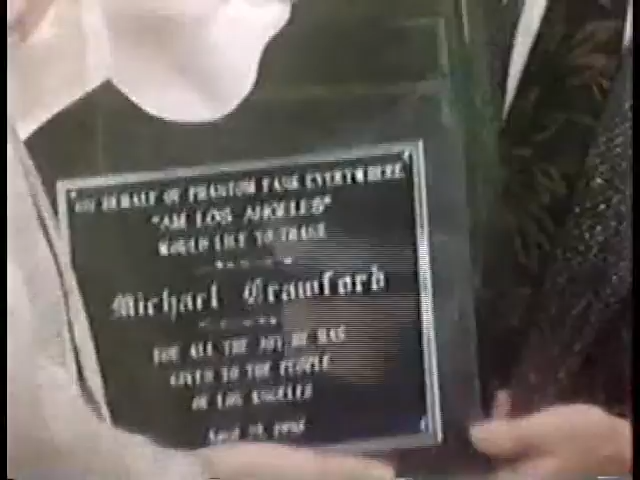 ON BEHALF OF PHANTOM FANS EVERYWHERE
"AM LOS ANGELES"
WOULD LIKE TO THANK
Michael Crawford
FOR ALL THE JOY HE HAS
GIVEN TO THE PEOPLE
OF LOS ANGELES